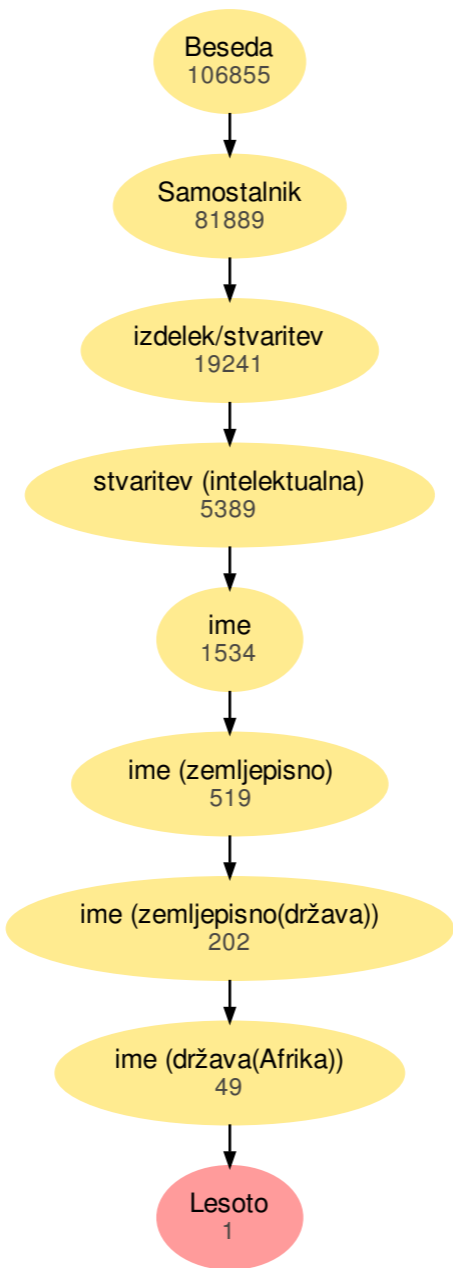 Beseda
106855
Samostalnik
81889
izdelek/stvaritev
19241
stvaritev (intelektualna)
5389
ime
1534
ime (zemljepisno)
519
ime (zemljepisno(država))
202
ime (država(Afrika))
49
Lesoto
1